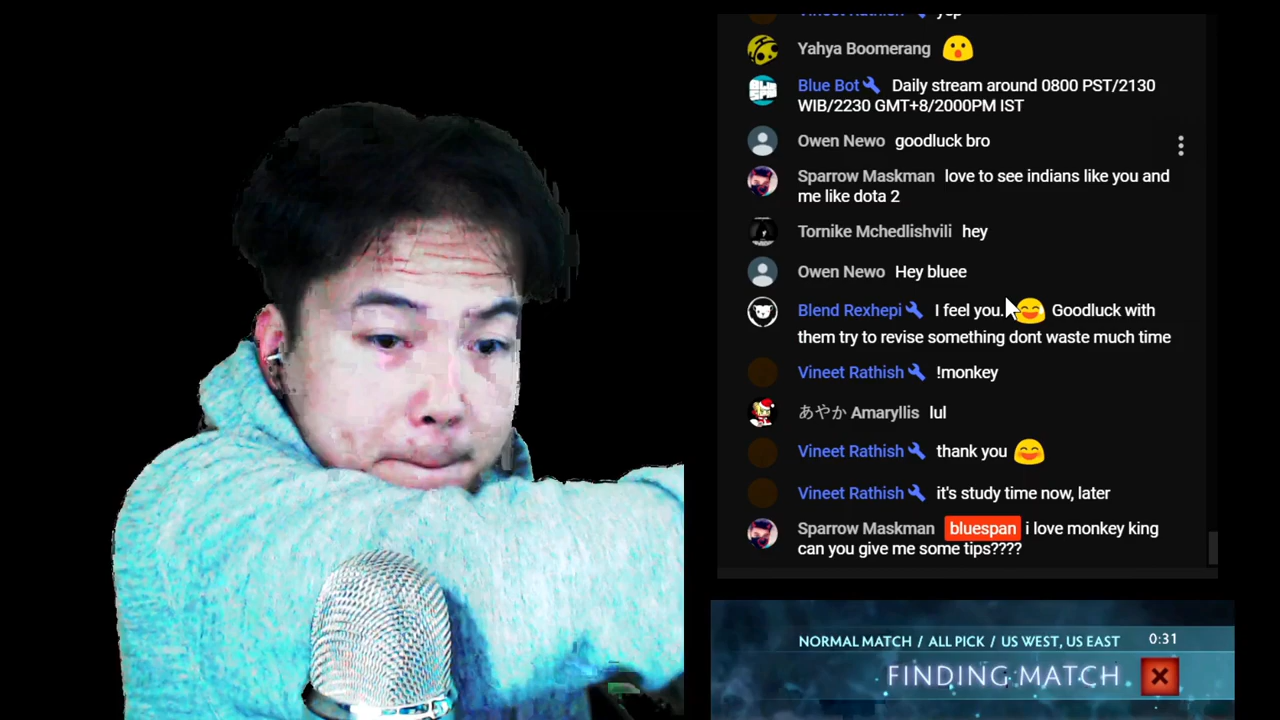 Vineet Rathish yep
Yahya Boomerang 😮
Blue Bot Daily stream around 0800 PST/2130
WIB/2230 GMT+8/2000PM IST
Owen Newo goodluck bro
Sparrow Maskman love to see indians like you and
me like dota 2
Tornike Mchedlishvili hey
Owen Newo Hey bluee
Blend Rexhepi I feel you. 😄 Goodluck with
them try to revise something dont waste much time
Vineet Rathish !monkey
あやか Amaryllis lul
Vineet Rathish thank you 😄
Vineet Rathish it's study time now, later
Sparrow Maskman bluespan i love monkey king
can you give me some tips????
NORMAL MATCH / ALL PICK / US WEST, US EAST 0:31
FINDING MATCH